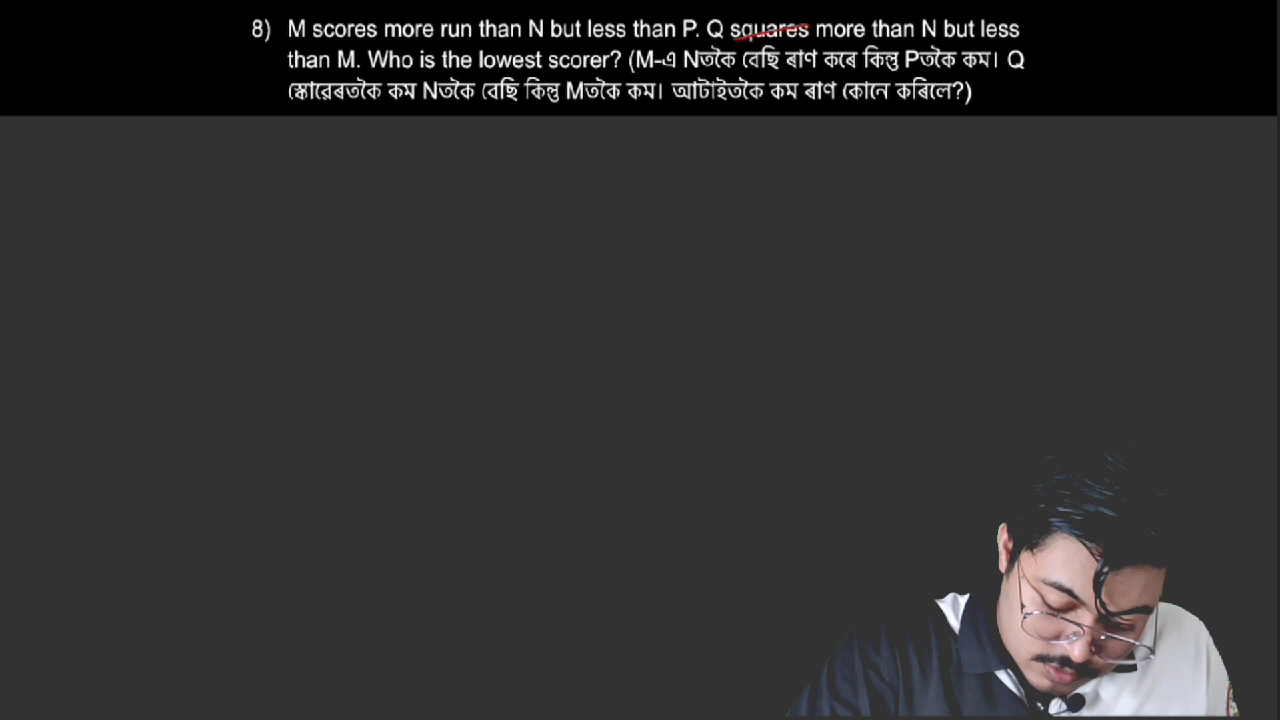 8) M scores more run than N but less than P. Q squares more than N but less
than M. Who is the lowest scorer? (M-এ Nতকৈ বেছি ৰাণ কৰে কিন্তু Pতকৈ কম। Q
স্কোৱেৰতকৈ কম Nতকৈ বেছি কিন্তু Mতকৈ কম। আটাইতকৈ কম ৰাণ কোনে কৰিলে?)